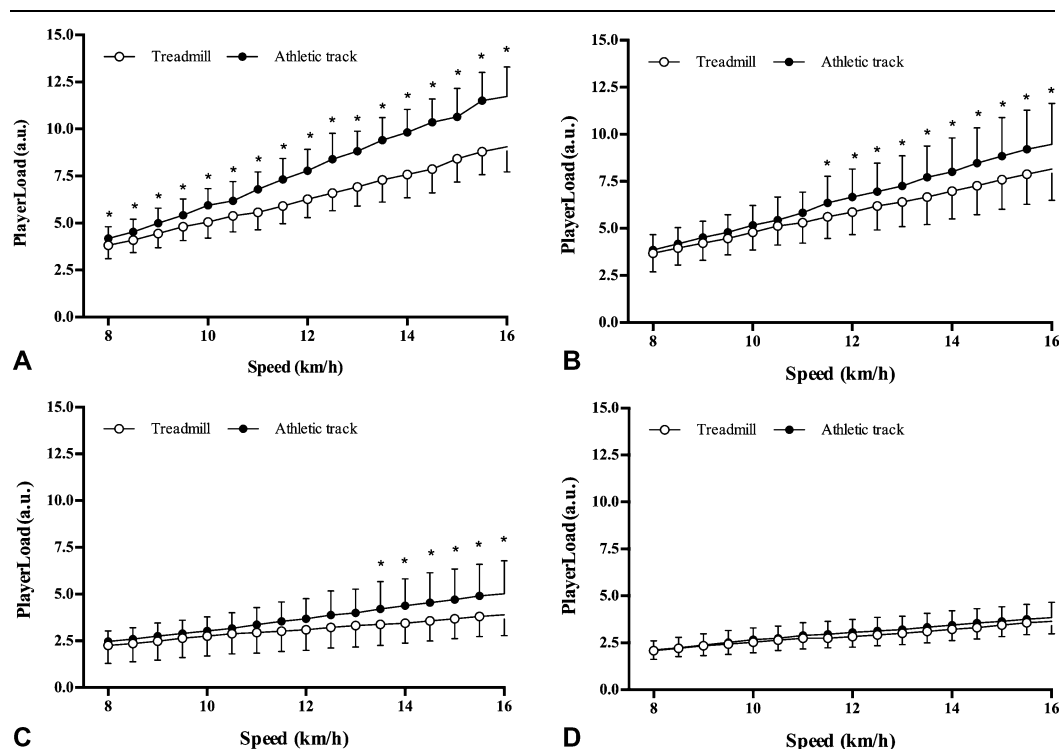 15.0
12.5
10.0
7.5
5.0
2.5
0.0
PlayerLoad (a.u.)
Treadmill Athletic track
* * * * * * * * * * * * * * * * *
8 10 12 14 16
Speed (km/h)
A
15.0
12.5
10.0
7.5
5.0
2.5
0.0
PlayerLoad (a.u.)
Treadmill Athletic track
* * * * * * * * * *
8 10 12 14 16
Speed (km/h)
B
15.0
12.5
10.0
7.5
5.0
2.5
0.0
PlayerLoad (a.u.)
Treadmill Athletic track
* * * * * *
8 10 12 14 16
Speed (km/h)
C
15.0
12.5
10.0
7.5
5.0
2.5
0.0
PlayerLoad (a.u.)
Treadmill Athletic track
8 10 12 14 16
Speed (km/h)
D